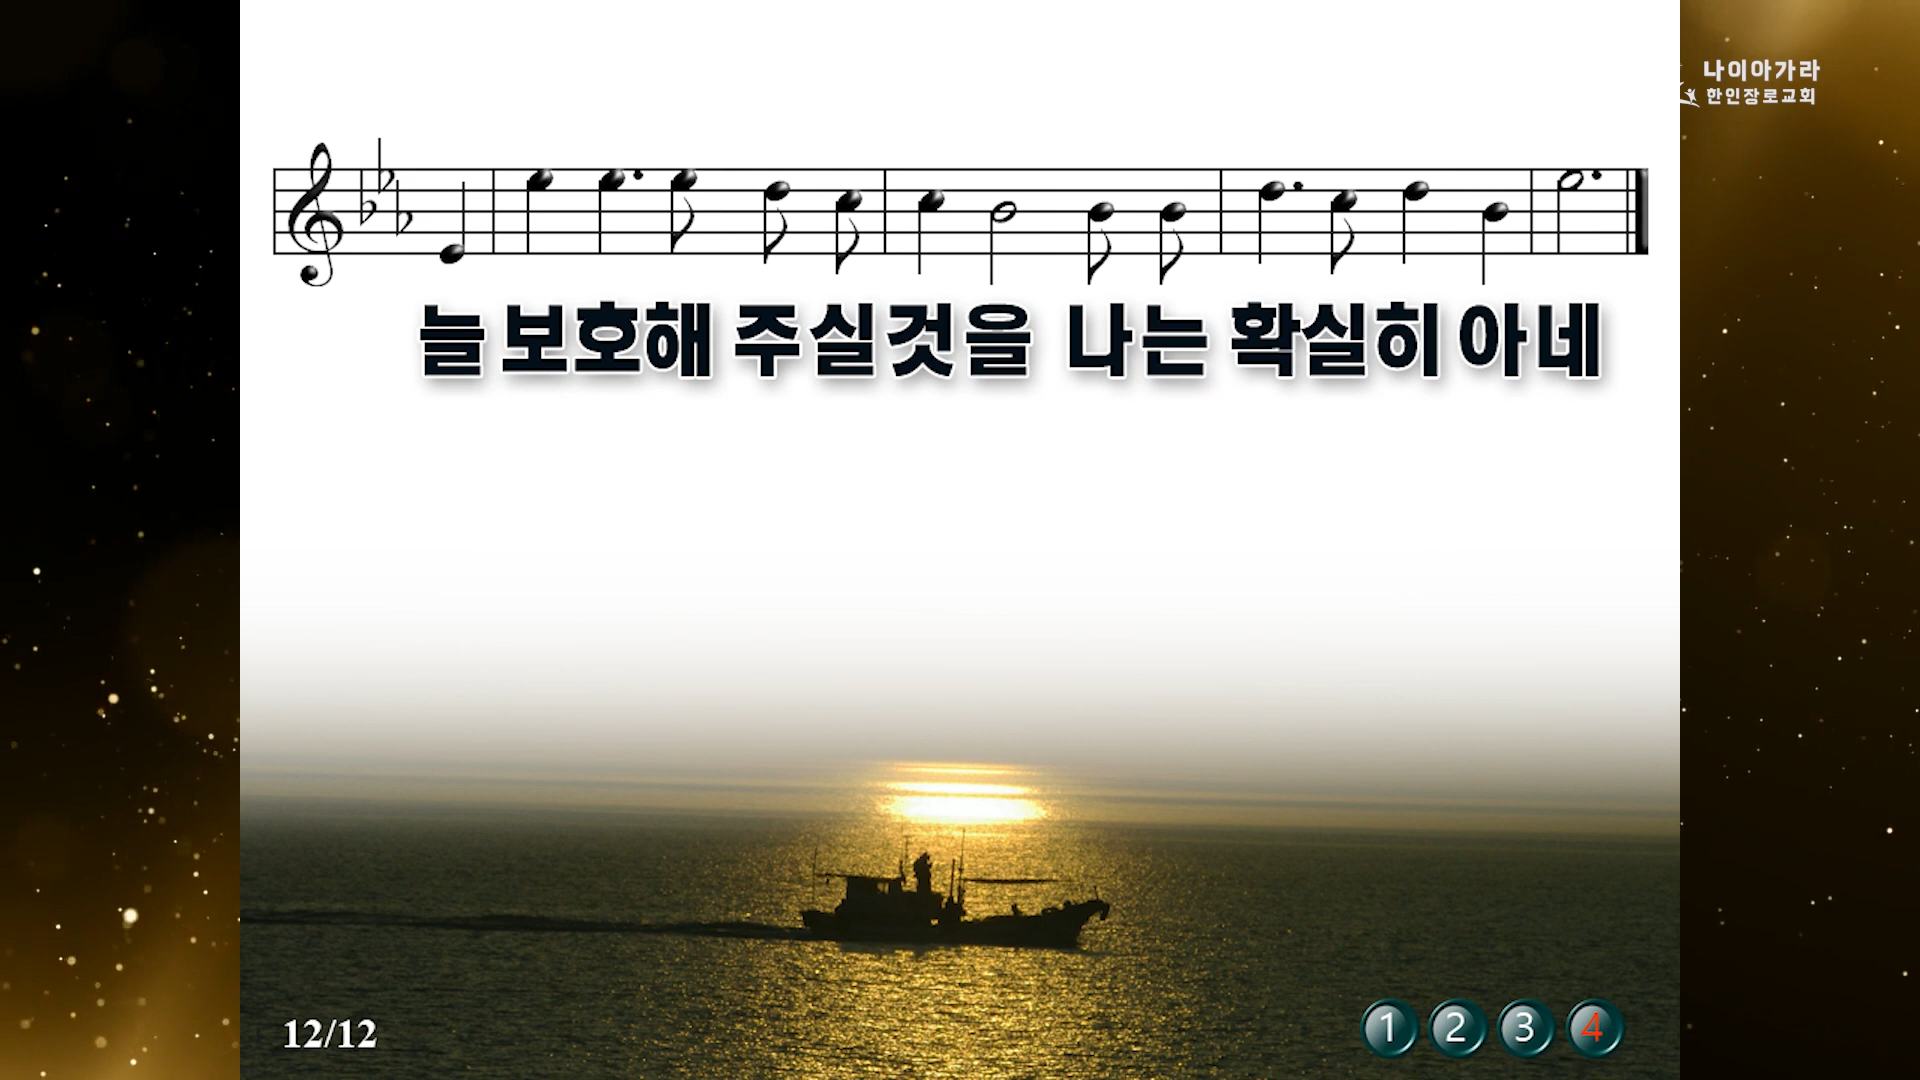 나이아가라
한인장로교회
늘 보호해 주실것을 나는 확실히 아네
12/12
1 2 3 4